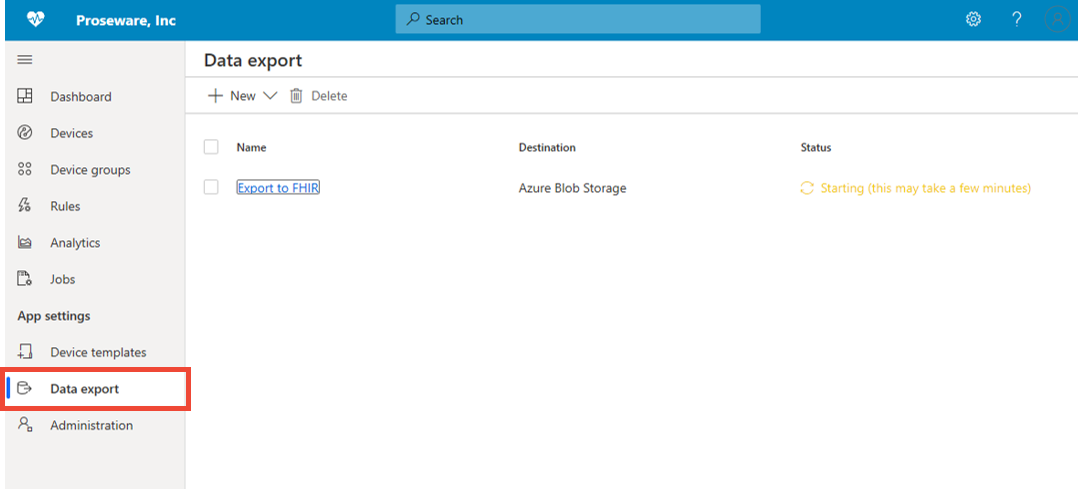 Proseware, Inc
Search
?
Data export
New
Delete
Dashboard
Devices
Device groups
Rules
Analytics
Jobs
App settings
Device templates
Data export
Administration
Name Destination Status
Export to FHIR Azure Blob Storage Starting (this may take a few minutes)